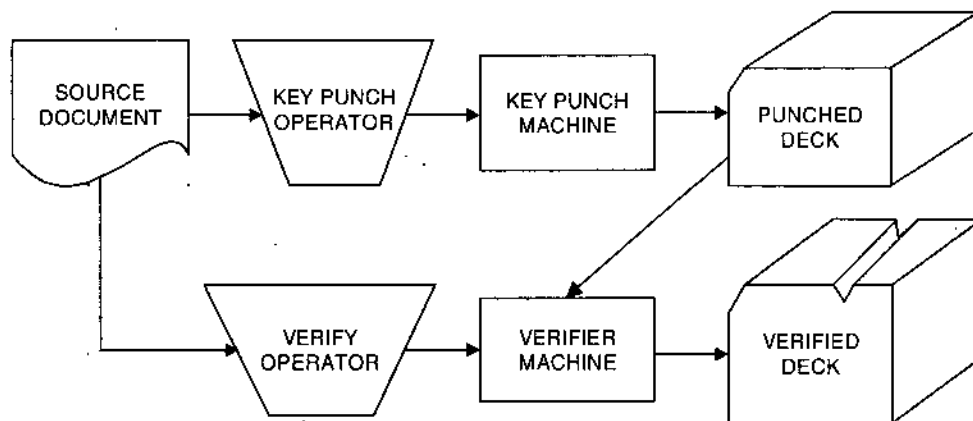 SOURCE
DOCUMENT
KEY PUNCH
OPERATOR
KEY PUNCH
MACHINE
PUNCHED
DECK
VERIFY
OPERATOR
VERIFIER
MACHINE
VERIFIED
DECK